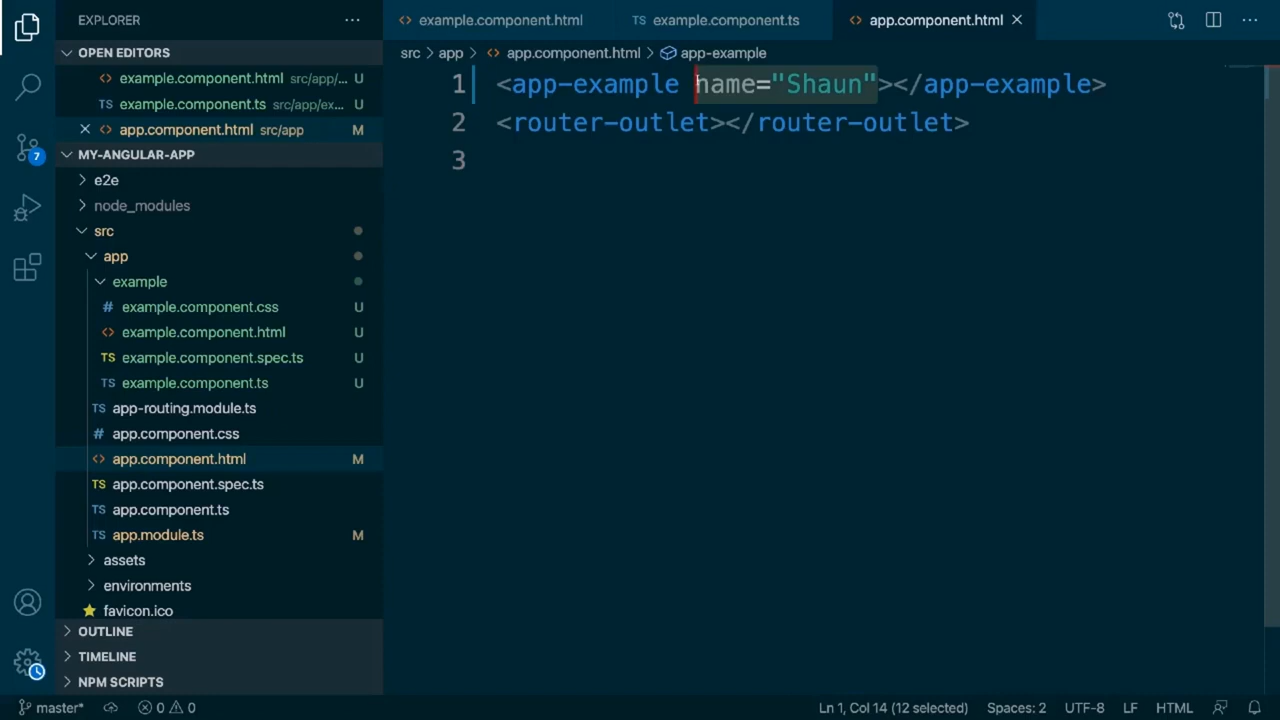 EXPLORER
example.component.html
example.component.ts
app.component.html
OPEN EDITORS
example.component.html src/app/...
example.component.ts src/app/ex...
app.component.html src/app M
7
MY-ANGULAR-APP
e2e
node_modules
src
app
example
example.component.css U
example.component.html U
example.component.spec.ts U
example.component.ts U
app-routing.module.ts
app.component.css
app.component.html M
app.component.spec.ts
app.component.ts
app.module.ts M
assets
environments
favicon.ico
OUTLINE
TIMELINE
NPM SCRIPTS
src > app > app.component.html > app-example
1 <app-example name="Shaun"></app-example>
2 <router-outlet></router-outlet>
3
master* 0 0 Ln 1, Col 14 (12 selected) Spaces: 2 UTF-8 LF HTML